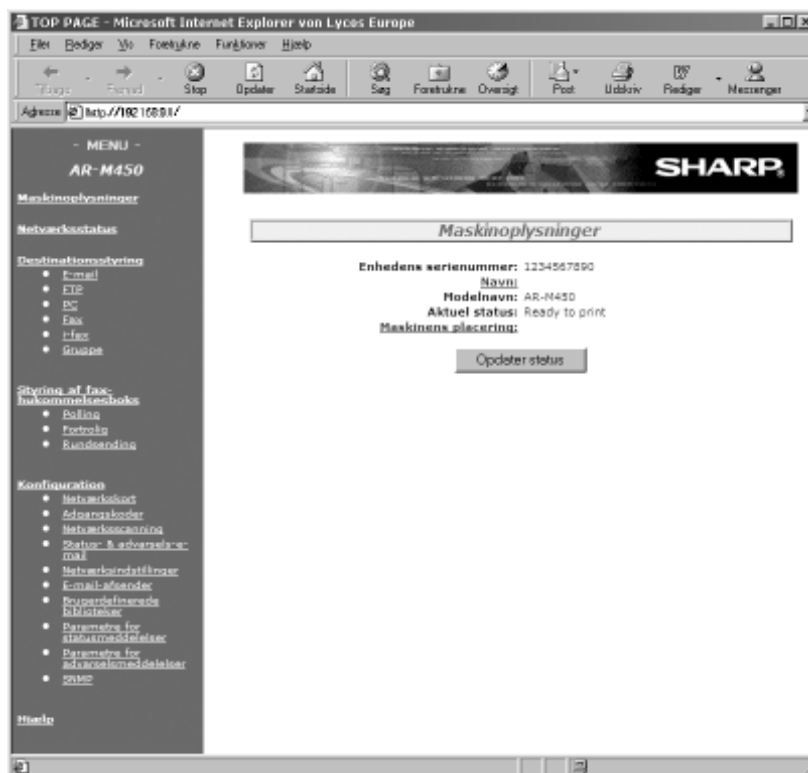 TOP PAGE - Microsoft Internet Explorer von Lycos Europe
Filer Rediger Vis Foretrukne Funktioner Hjælp
Tilbage Fremad Stop Opdater Startside Søg Foretrukne Oversigt Post Udskriv Rediger Messenger
Adresse
- MENU -
AR-M450
Maskinoplysninger
Netværksstatus
Destinationsstyring
E-mail
FTP
PC
Fax
I-fax
Gruppe
Styring af fax-
hukommelsesboks
Polling
Fortrolig
Rundsending
Konfiguration
Netværkskort
Adgangskoder
Netværksscanning
Status- & advarsels-e-
mail
Netværksindstillinger
E-mail-afsender
Brugerdefinerede
biblioteker
Parametre for
statusmeddelelser
Parametre for
advarselsmeddelelser
SNMP
Hjælp
SHARP
Maskinoplysninger
Enhedens serienummer: 1234567890
Navn:
Modelnavn: AR-M450
Aktuel status: Ready to print
Maskinens placering:
Opdater status